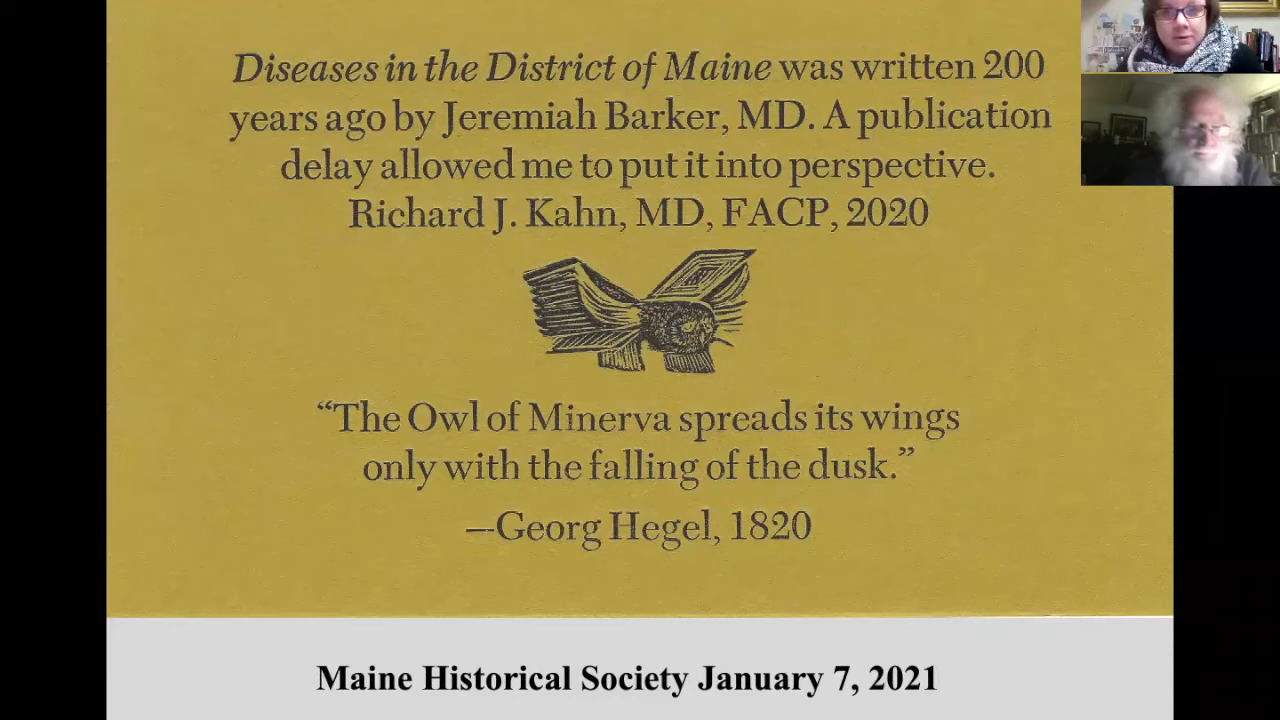 Diseases in the District of Maine was written 200
years ago by Jeremiah Barker, MD. A publication
delay allowed me to put it into perspective.
Richard J. Kahn, MD, FACP, 2020
“The Owl of Minerva spreads its wings
only with the falling of the dusk.”
—Georg Hegel, 1820
Maine Historical Society January 7, 2021